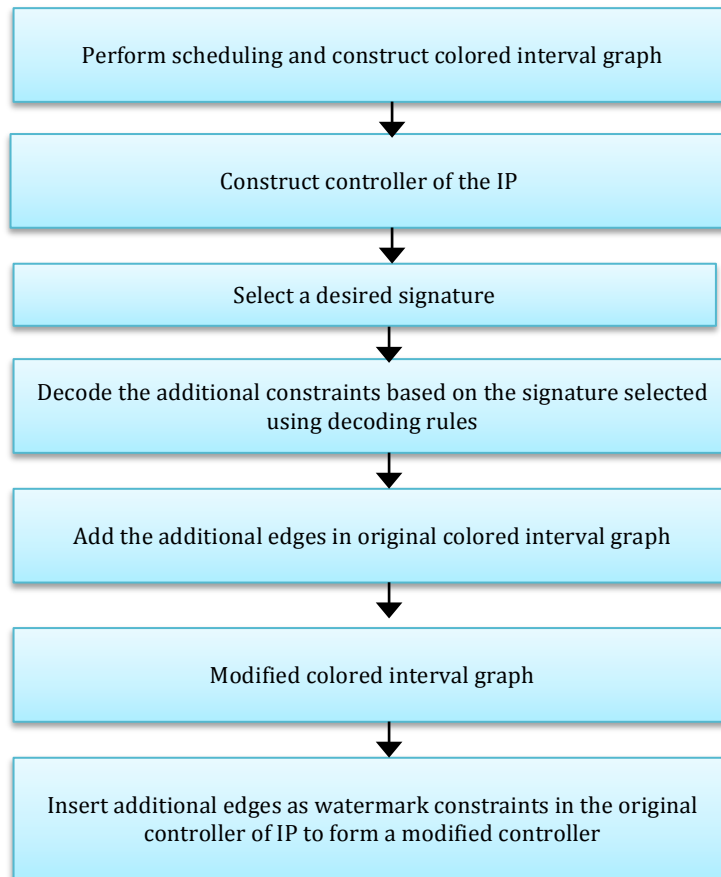 Perform scheduling and construct colored interval graph
Construct controller of the IP
Select a desired signature
Decode the additional constraints based on the signature selected
using decoding rules
Add the additional edges in original colored interval graph
Modified colored interval graph
Insert additional edges as watermark constraints in the original
controller of IP to form a modified controller